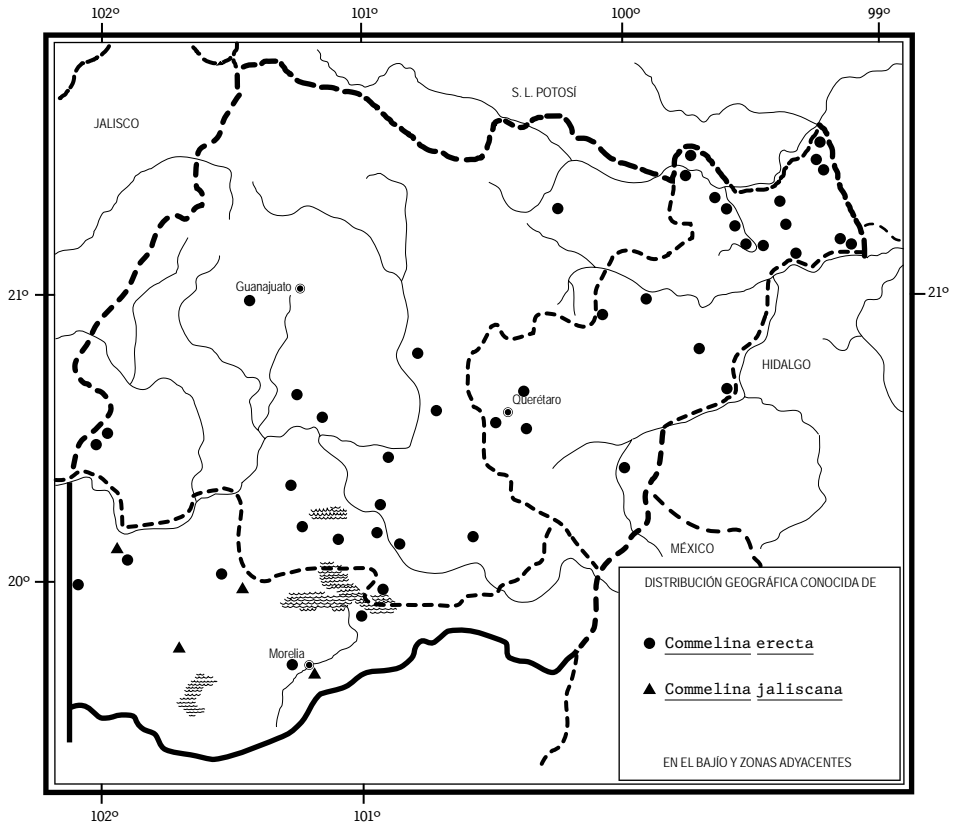 102º 101º 100º 99º
S. L. POTOSÍ
JALISCO
Guanajuato
21º 21º
HIDALGO
Querétaro
MÉXICO
20º
DISTRIBUCIÓN GEOGRÁFICA CONOCIDA DE
Commelina erecta
Morelia
Commelina jaliscana
EN EL BAJÍO Y ZONAS ADYACENTES
102º 101º